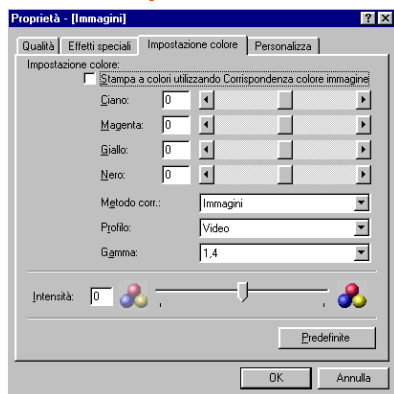 Proprietà - [Immagini]
Qualità Effetti speciali Impostazione colore Personalizza
Impostazione colore:
Stampa a colori utilizzando Corrispondenza colore immagine
Ciano: 0
Magenta: 0
Giallo: 0
Nero: 0
Metodo corr.: Immagini
Profilo: Video
Gamma: 1,4
Intensità: 0
Predefinite
OK Annulla